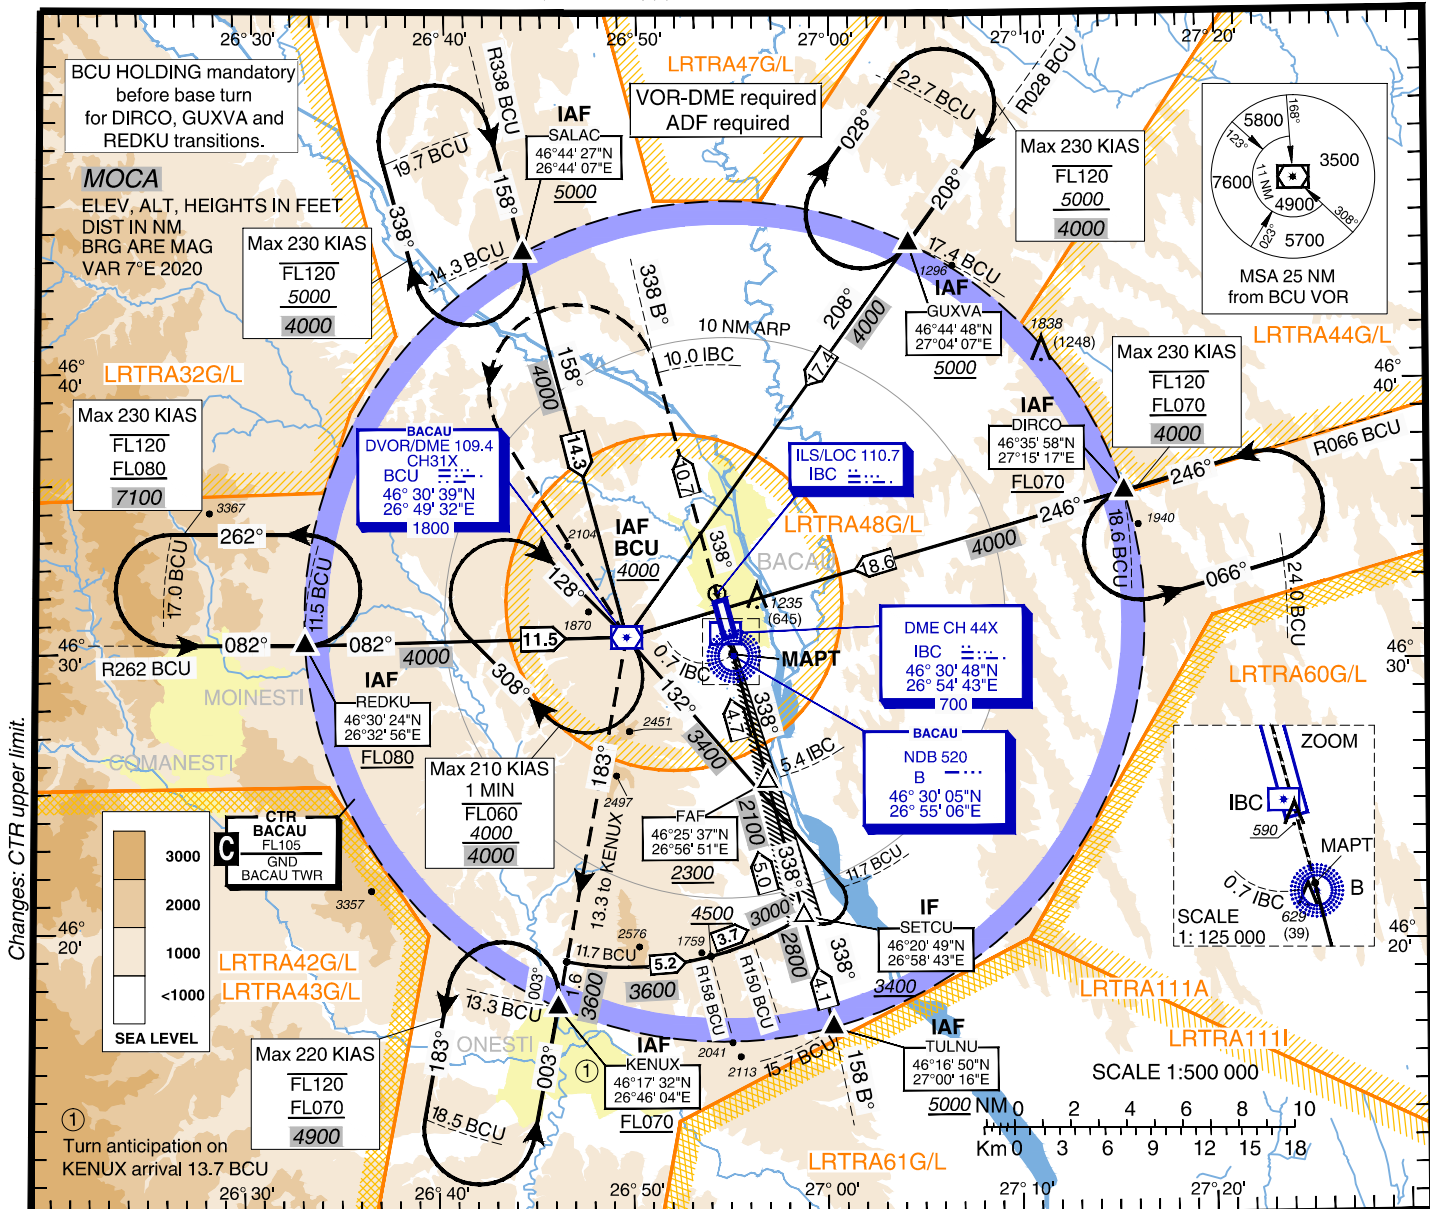 26° 30'
26° 40'
26° 50'
27° 00'
27° 10'
27° 20'
BCU HOLDING mandatory
before base turn
for DIRCO, GUXVA and
REDKU transitions.
MOCA
ELEV, ALT, HEIGHTS IN FEET
DIST IN NM
BRG ARE MAG
VAR 7°E 2020
Max 230 KIAS
FL120
5000
4000
19.7 BCU
338°
158°
R338 BCU
14.3 BCU
IAF
SALAC
46°44' 27"N
26°44' 07"E
5000
LRTRA47G/L
VOR-DME required
ADF required
22.7 BCU
R028 BCU
028°
208°
Max 230 KIAS
FL120
5000
4000
17.4 BCU
1296
IAF
GUXVA
46°44' 48"N
27°04' 07"E
5000
5800
168°
123°
3500
7600
11 NM
4900
308°
023°
5700
MSA 25 NM
from BCU VOR
1838
(1248)
LRTRA44G/L
46°
40'
46°
40'
LRTRA32G/L
Max 230 KIAS
FL120
FL080
7100
3367
262°
17.0 BCU
11.5 BCU
082°
082°
R262 BCU
4000
11.5
MOINESTI
COMANESTI
IAF
REDKU
46°30' 24"N
26°32' 56"E
FL080
46°
30'
46°
30'
158°
4000
14.3
338 B°
10 NM ARP
10.0 IBC
10.7
338°
208°
4000
17.4
BACAU
DVOR/DME 109.4
CH31X
BCU
46° 30' 39"N
26° 49' 32"E
1800
IAF
BCU
4000
2104
128°
1870
308°
ILS/LOC 110.7
IBC
LRTRA48G/L
BACAU
1235
(645)
18.6
4000
246°
246°
IAF
DIRCO
46°35' 58"N
27°15' 17"E
FL070
Max 230 KIAS
FL120
FL070
4000
R066 BCU
1940
18.6 BCU
066°
24.0 BCU
DME CH 44X
IBC
46° 30' 48"N
26° 54' 43"E
700
MAPT
0.7 IBC
BACAU
NDB 520
B
46° 30' 05"N
26° 55' 06"E
LRTRA60G/L
132°
3400
4.7
338°
5.4 IBC
2451
183°
2497
13.3 to KENUX
Max 210 KIAS
1 MIN
FL060
4000
4000
FAF
46°25' 37"N
26°56' 51"E
2300
2100
5.0
338°
11.7 BCU
3000
4500
3.7
2800
IF
SETCU
46°20' 49"N
26°58' 43"E
3400
ZOOM
IBC
590
MAPT
B
0.7 IBC
629
(39)
SCALE
1: 125 000
46°
20'
46°
20'
Changes: CTR upper limit.
3000
2000
1000
<1000
SEA LEVEL
C
CTR
BACAU
FL105
GND
BACAU TWR
3357
LRTRA42G/L
LRTRA43G/L
2576
1759
11.7 BCU
5.2
3600
3600
1.6
003°
13.3 BCU
183°
003°
18.5 BCU
ONESTI
1
R158 BCU
R150 BCU
2041
2113
15.7 BCU
338°
4.1
158 B°
IAF
KENUX
46°17' 32"N
26°46' 04"E
FL070
IAF
TULNU
46°16' 50"N
27°00' 16"E
5000
Max 220 KIAS
FL120
FL070
4900
1
Turn anticipation on
KENUX arrival 13.7 BCU
LRTRA111A
LRTRA111I
LRTRA61G/L
SCALE 1:500 000
NM 0 2 4 6 8 10
Km 0 3 6 9 12 15 18
26° 30'
26° 40'
26° 50'
27° 00'
27° 10'
27° 20'